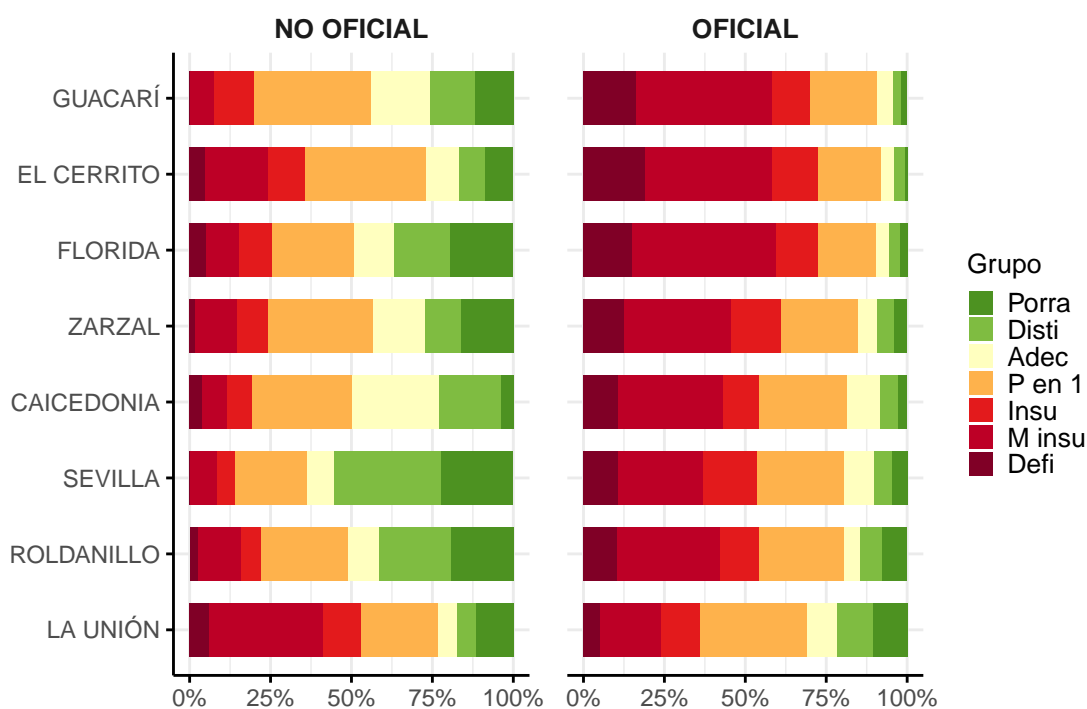 NO OFICIAL
OFICIAL
GUACARÍ
EL CERRITO
FLORIDA
ZARZAL
CAICEDONIA
SEVILLA
ROLDANILLO
LA UNIÓN
0% 25% 50% 75% 100%
0% 25% 50% 75% 100%
Grupo
Porra
Disti
Adec
P en 1
Insu
M insu
Defi